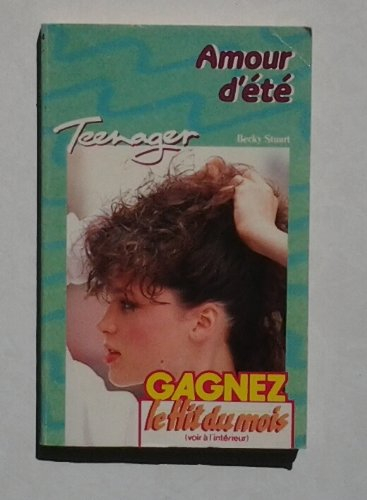 Amour
d'été
Teenager
Becky Stuart
GAGNEZ
le Hit du mois
(voir à l'intérieur)